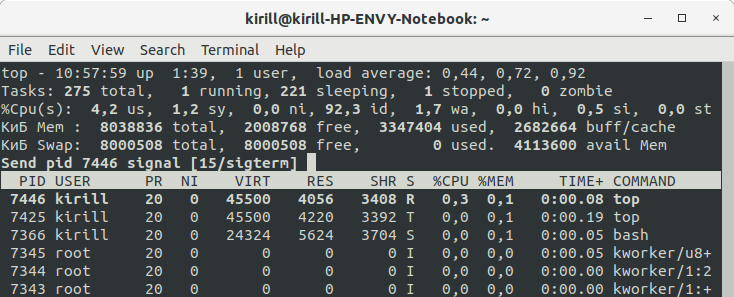 kirill@kirill-HP-ENVY-Notebook: ~
File Edit View Search Terminal Help
top - 10:57:59 up  1:39,  1 user,  load average: 0,44, 0,72, 0,92
Tasks: 275 total,   1 running, 221 sleeping,   1 stopped,   0 zombie
%Cpu(s):  4,2 us,  1,2 sy,  0,0 ni, 92,3 id,  1,7 wa,  0,0 hi,  0,5 si,  0,0 st
КиБ Mem :  8038836 total,  2008768 free,  3347404 used,  2682664 buff/cache
КиБ Swap:  8000508 total,  8000508 free,        0 used.  4113600 avail Mem
Send pid 7446 signal [15/sigterm]
PID USER PR NI VIRT RES SHR S %CPU %MEM TIME+ COMMAND
7446 kirill 20 0 45500 4056 3408 R 0,3 0,1 0:00.08 top
7425 kirill 20 0 45500 4220 3392 T 0,0 0,1 0:00.19 top
7366 kirill 20 0 24324 5624 3704 S 0,0 0,1 0:00.05 bash
7345 root 20 0 0 0 0 I 0,0 0,0 0:00.05 kworker/u8+
7344 root 20 0 0 0 0 I 0,0 0,0 0:00.00 kworker/1:2
7343 root 20 0 0 0 0 I 0,0 0,0 0:00.00 kworker/1:+